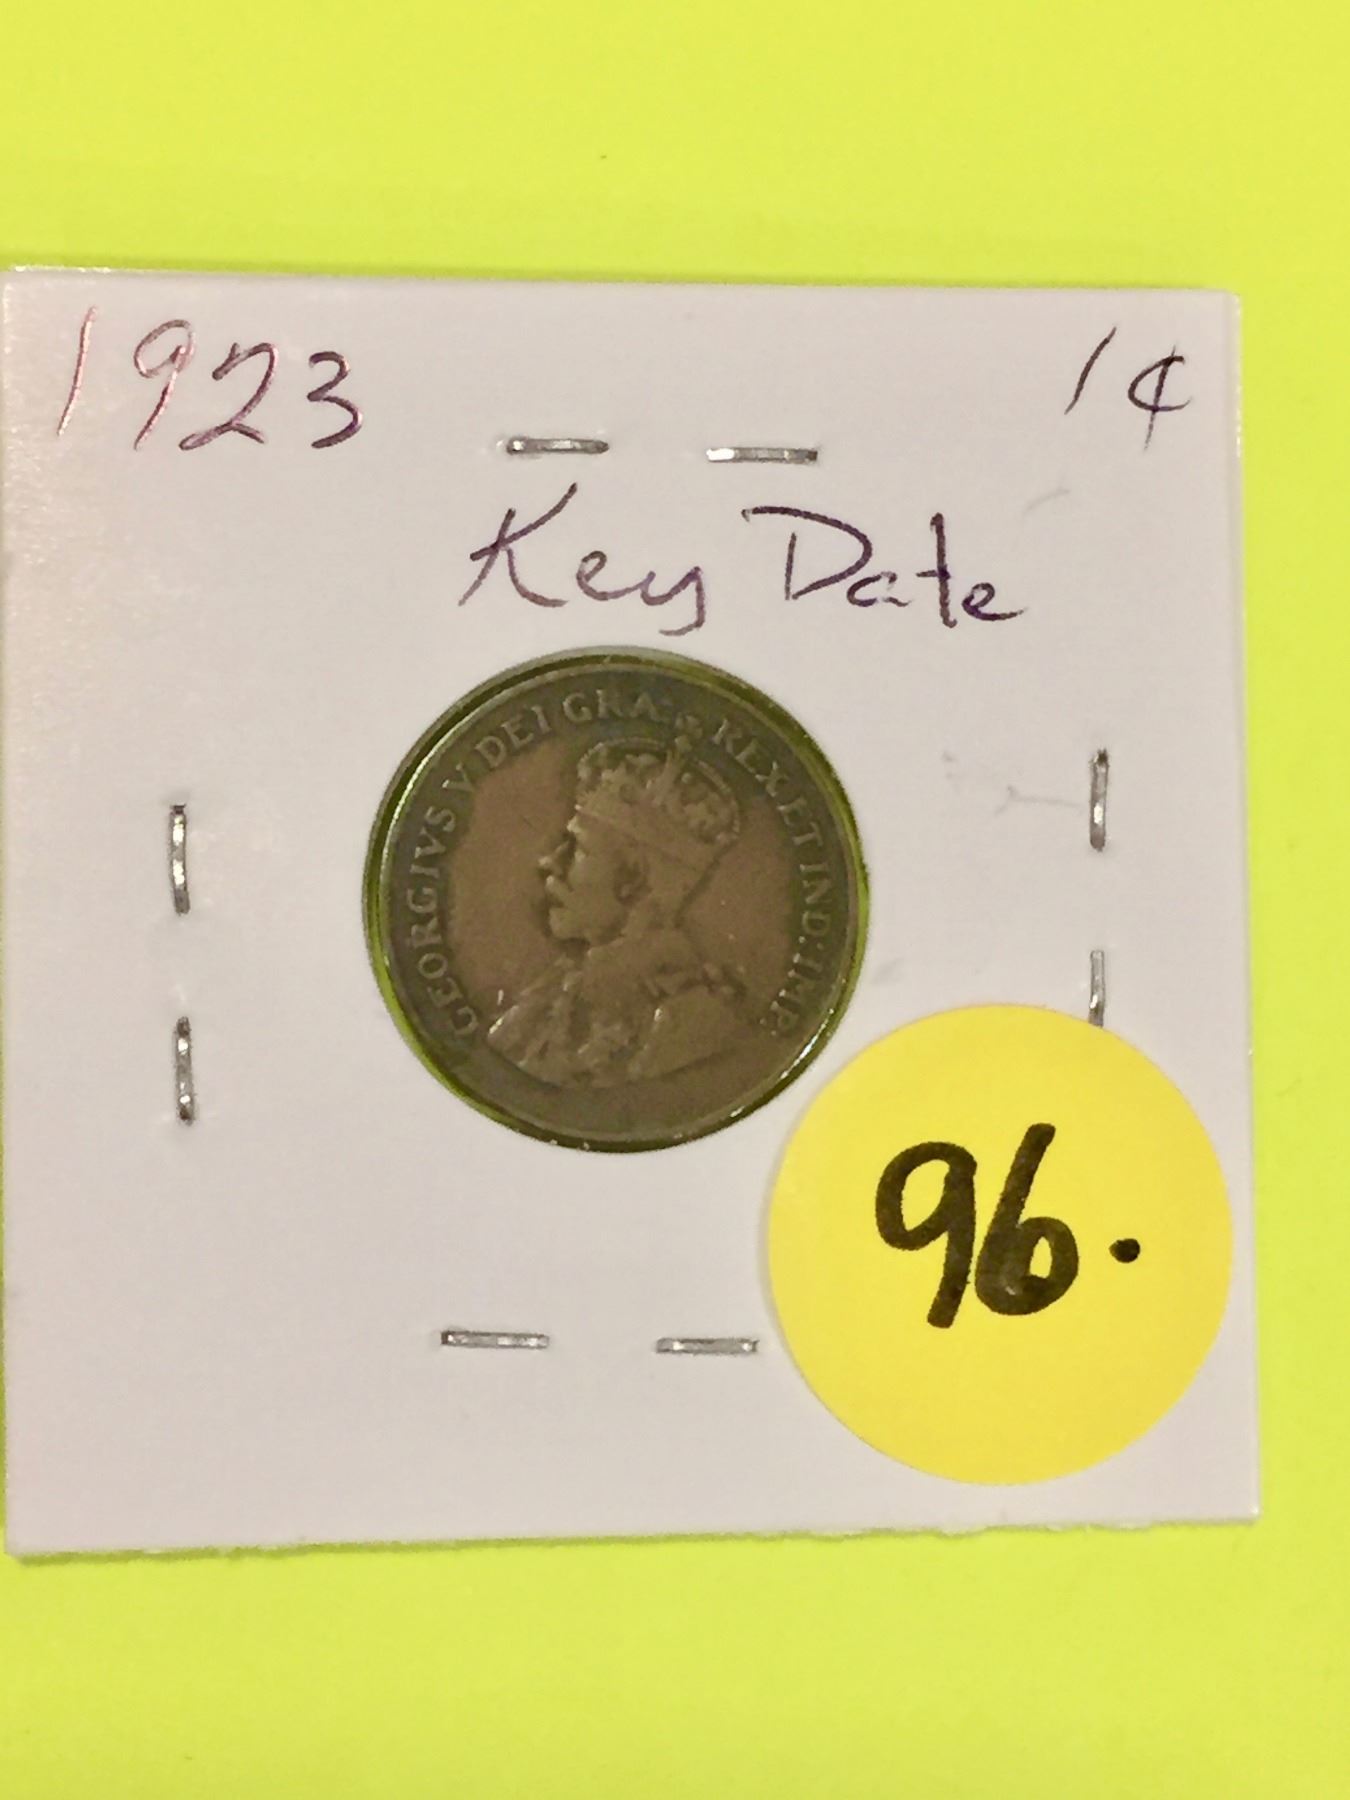 1923 1¢
Key Date
GEORGIVS V DEI GRA: REX ET IND: IMP:
96.